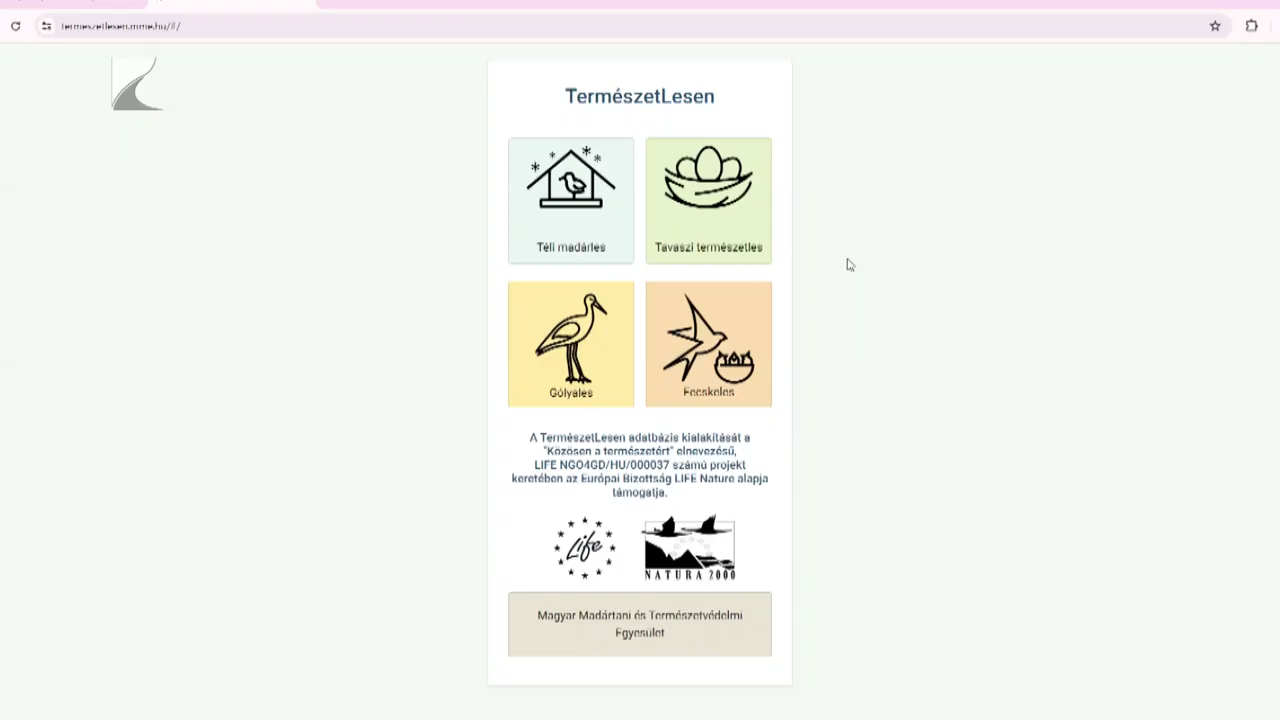 termeszetlesen.mme.hu/#/
TermészetLesen
Téli madárles
Tavaszi természetles
Gólyales
Fecskeles
A TermészetLesen adatbázis kialakítását a
"Közösen a természetért" elnevezésű,
LIFE NGO4GD/HU/000037 számú projekt
keretében az Európai Bizottság LIFE Nature alapja
támogatja.
Life
NATURA 2000
Magyar Madártani és Természetvédelmi
Egyesület